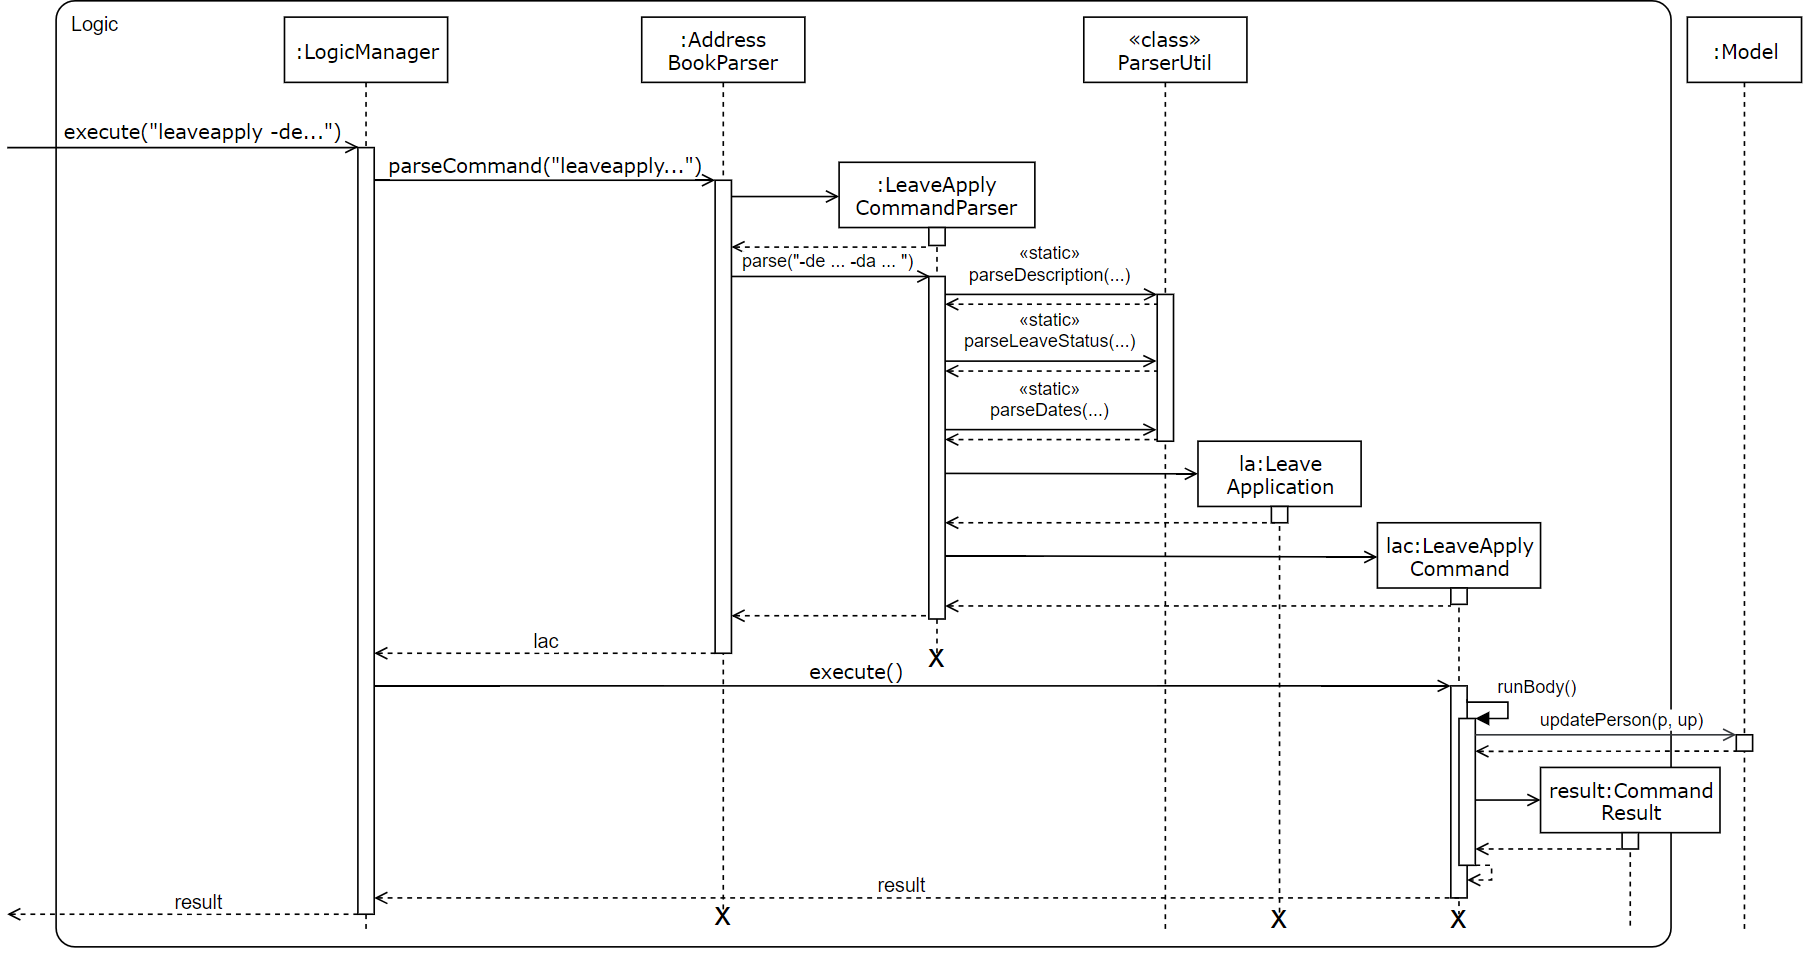 Logic
:LogicManager
:Address
BookParser
«class»
ParserUtil
:Model
execute("leaveapply -de...")
parseCommand("leaveapply...")
:LeaveApply
CommandParser
parse("-de ... -da ... ")
«static»
parseDescription(...)
«static»
parseLeaveStatus(...)
«static»
parseDates(...)
la:Leave
Application
lac:LeaveApply
Command
lac
X
execute()
runBody()
updatePerson(p, up)
result:Command
Result
result
result
X
X
X